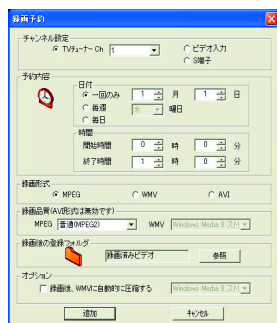 録画予約
チャンネル設定
TVチューナー Ch 1 ビデオ入力
S端子
予約内容
日付
一回のみ 1 月 1 日
毎週 木 曜日
毎日
時間
開始時間 0 時 0 分
終了時間 1 時 0 分
録画形式
MPEG WMV AVI
録画品質(AVI形式は無効です)
MPEG 普通(MPEG2) WMV Windows Media 8
録画後の登録フォルダ
録画済みビデオ 参照
オプション
録画後、WMVに自動的に圧縮する Windows Media 8
追加 キャンセル